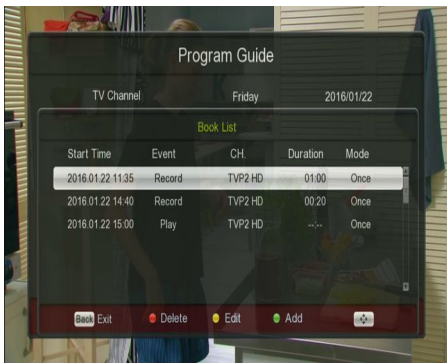 Program Guide
TV Channel Friday 2016/01/22
Book List
Start Time Event CH. Duration Mode
2016.01.22 11:35 Record TVP2 HD 01:00 Once
2016.01.22 14:40 Record TVP2 HD 00:20 Once
2016.01.22 15:00 Play TVP2 HD --:-- Once
Back Exit Delete Edit Add